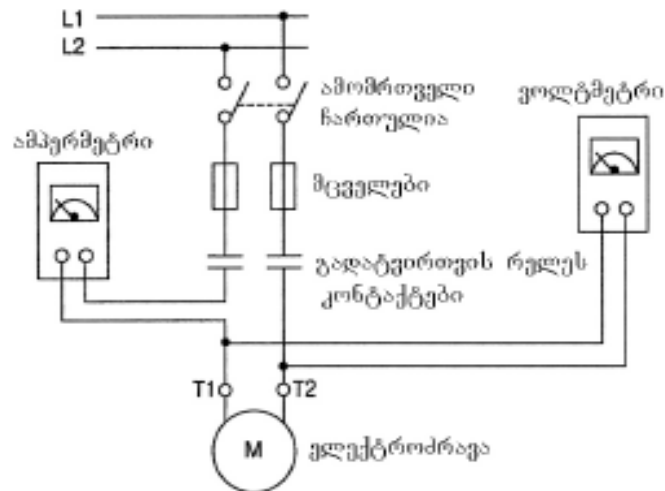 L1
L2
ამომრთველი
ჩართულია
ვოლტმეტრი
ამპერმეტრი
მცველები
გადატვირთვის რელეს
კონტაქტები
T1
T2
M
ელექტროძრავა